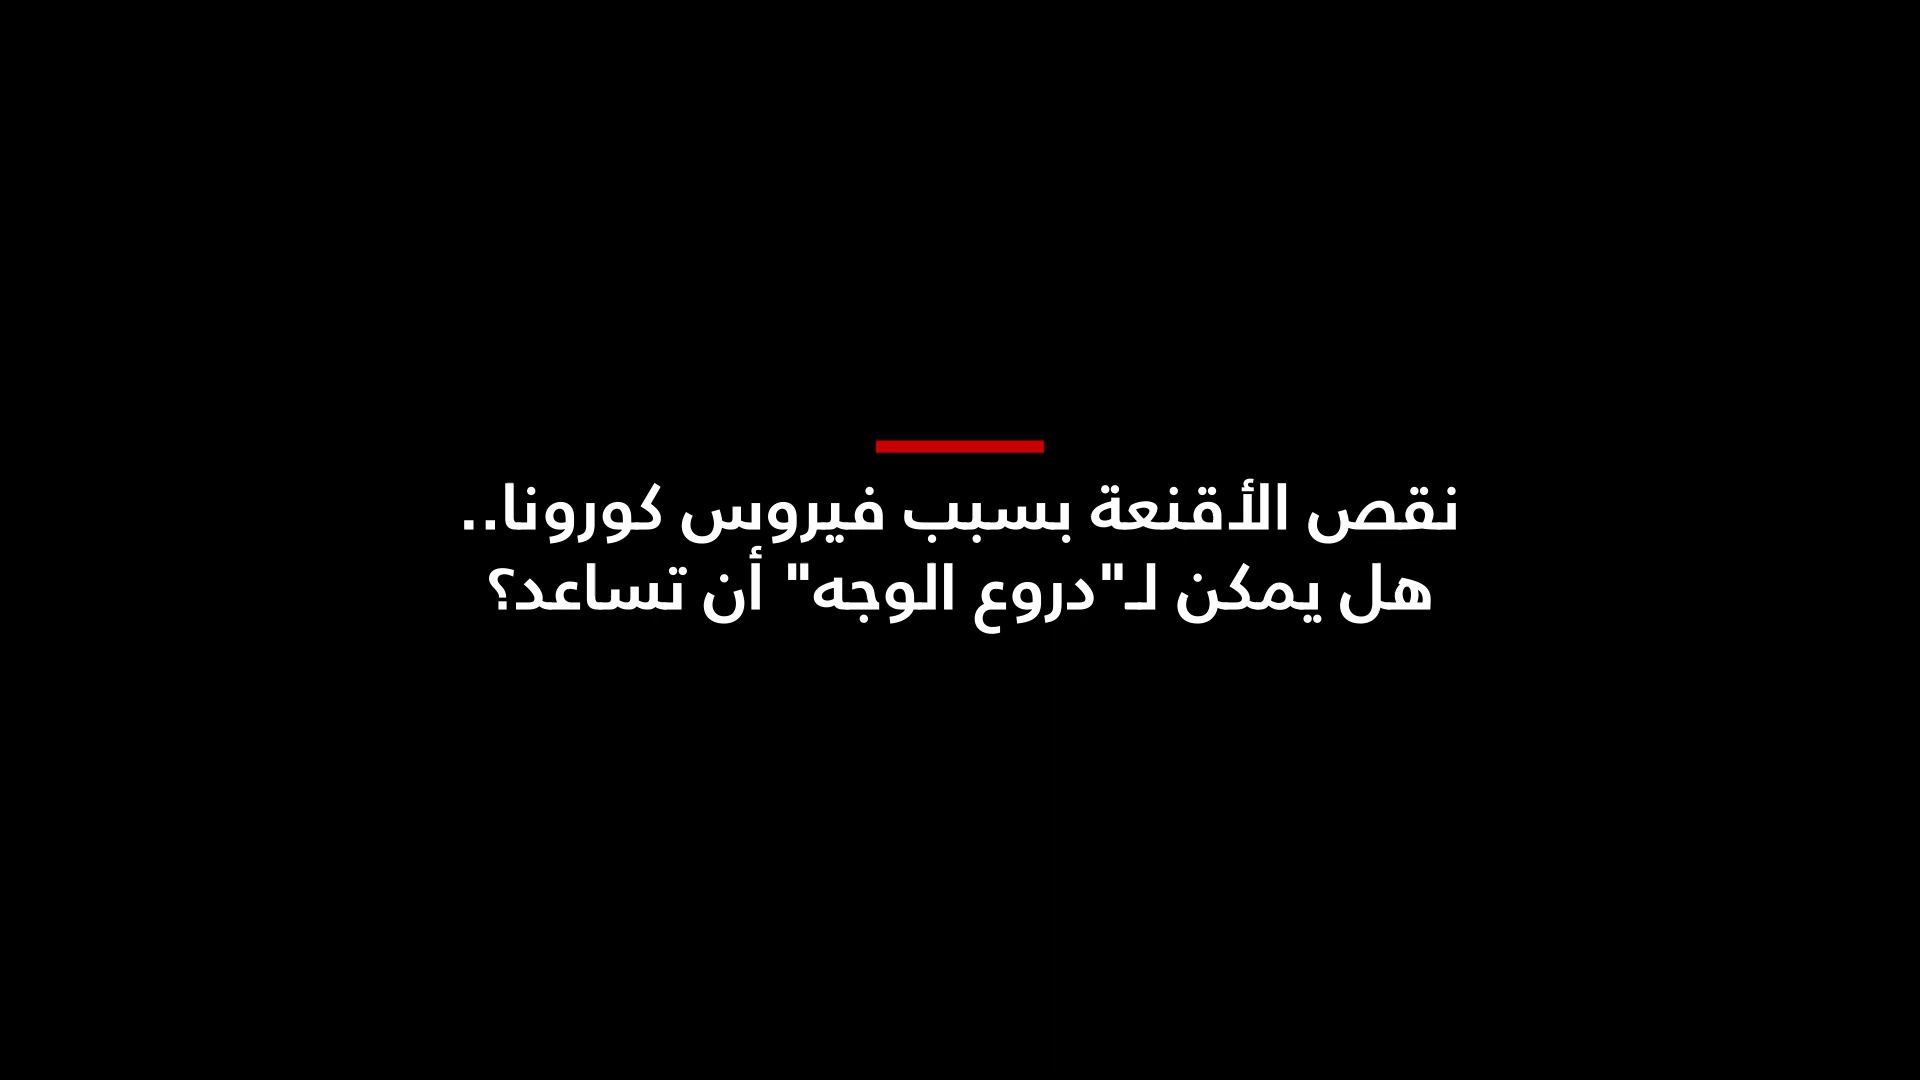 نقص الأقنعة بسبب فيروس كورونا..
هل يمكن لـ"دروع الوجه" أن تساعد؟